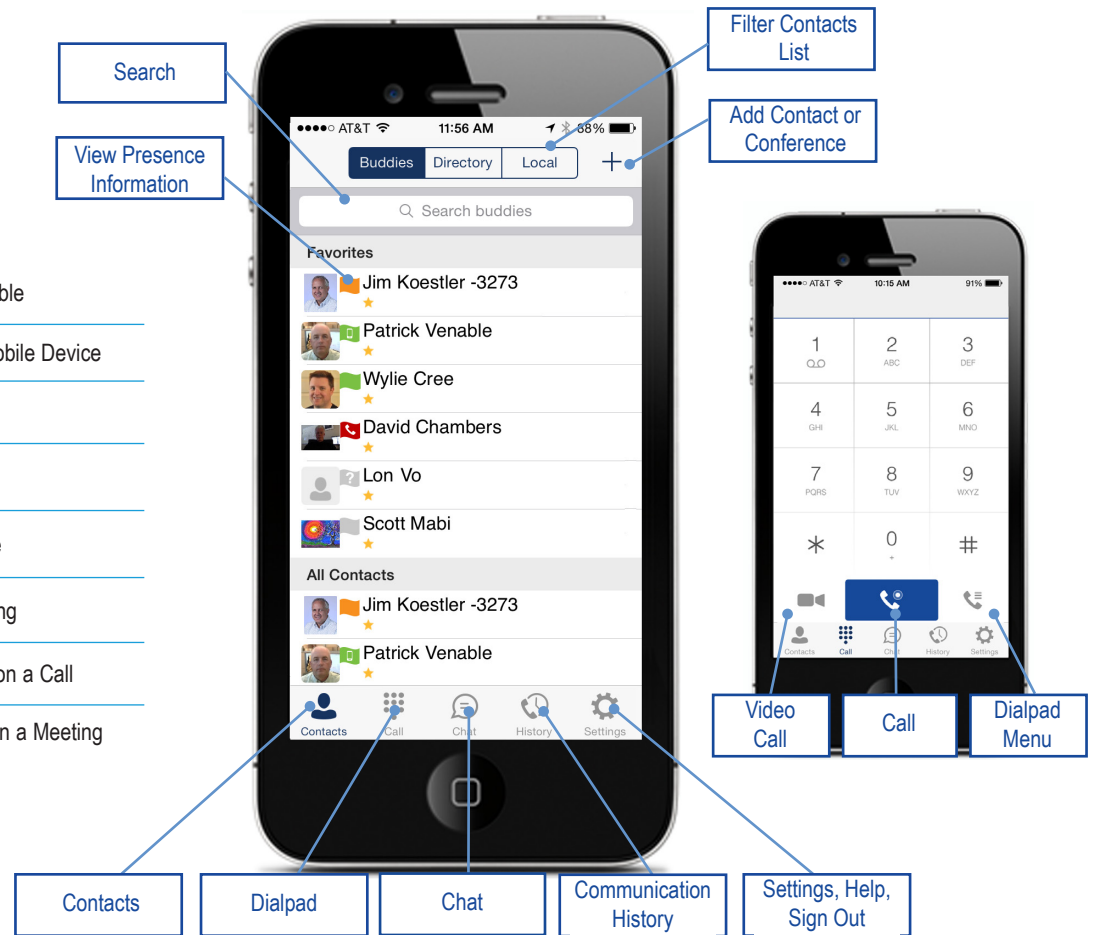 Filter Contacts
List
Search
Add Contact or
Conference
View Presence
Information
AT&T
11:56 AM
88%
Buddies
Directory
Local
Search buddies
Favorites
Jim Koestler -3273
Patrick Venable
Wylie Cree
David Chambers
Lon Vo
Scott Mabi
All Contacts
Jim Koestler -3273
Patrick Venable
Contacts
Call
Chat
History
Settings
ble
obile Device
e
ng
on a Call
n a Meeting
AT&T
10:15 AM
91%
1
2 ABC
3 DEF
4 GHI
5 JKL
6 MNO
7 PQRS
8 TUV
9 WXYZ
*
0 +
#
Contacts
Call
Chat
History
Settings
Video
Call
Call
Dialpad
Menu
Contacts
Dialpad
Chat
Communication
History
Settings, Help,
Sign Out